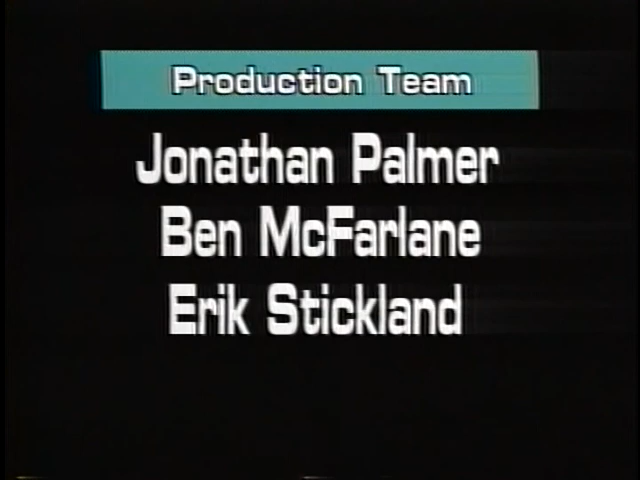 Production Team
Jonathan Palmer
Ben McFarlane
Erik Stickland